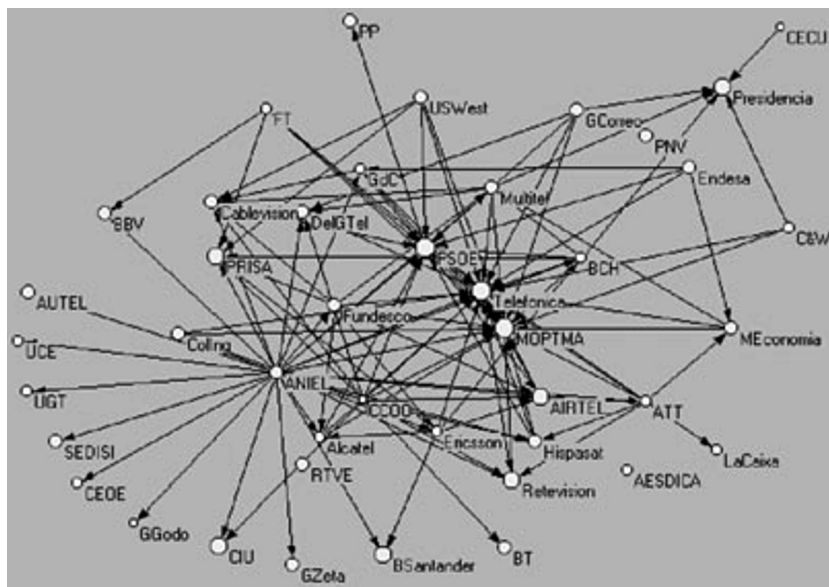 PP
CECU
USWest
Presidencia
GCorreo
FT
PNV
GdC
Endesa
Multitel
Cablevision
DelGTel
BBV
C&W
PSOE
PRISA
BCH
Telefonica
AUTEL
Fundesco
MOPTMA
MEconomia
UCE
ANIEL
CCOO
AIRTEL
ATT
UGT
Alcatel
Ericsson
Hispasat
SEDISI
LaCaixa
RTVE
AESDICA
CEOE
Retevision
GGodo
CIU
BSantander
BT
GZeta